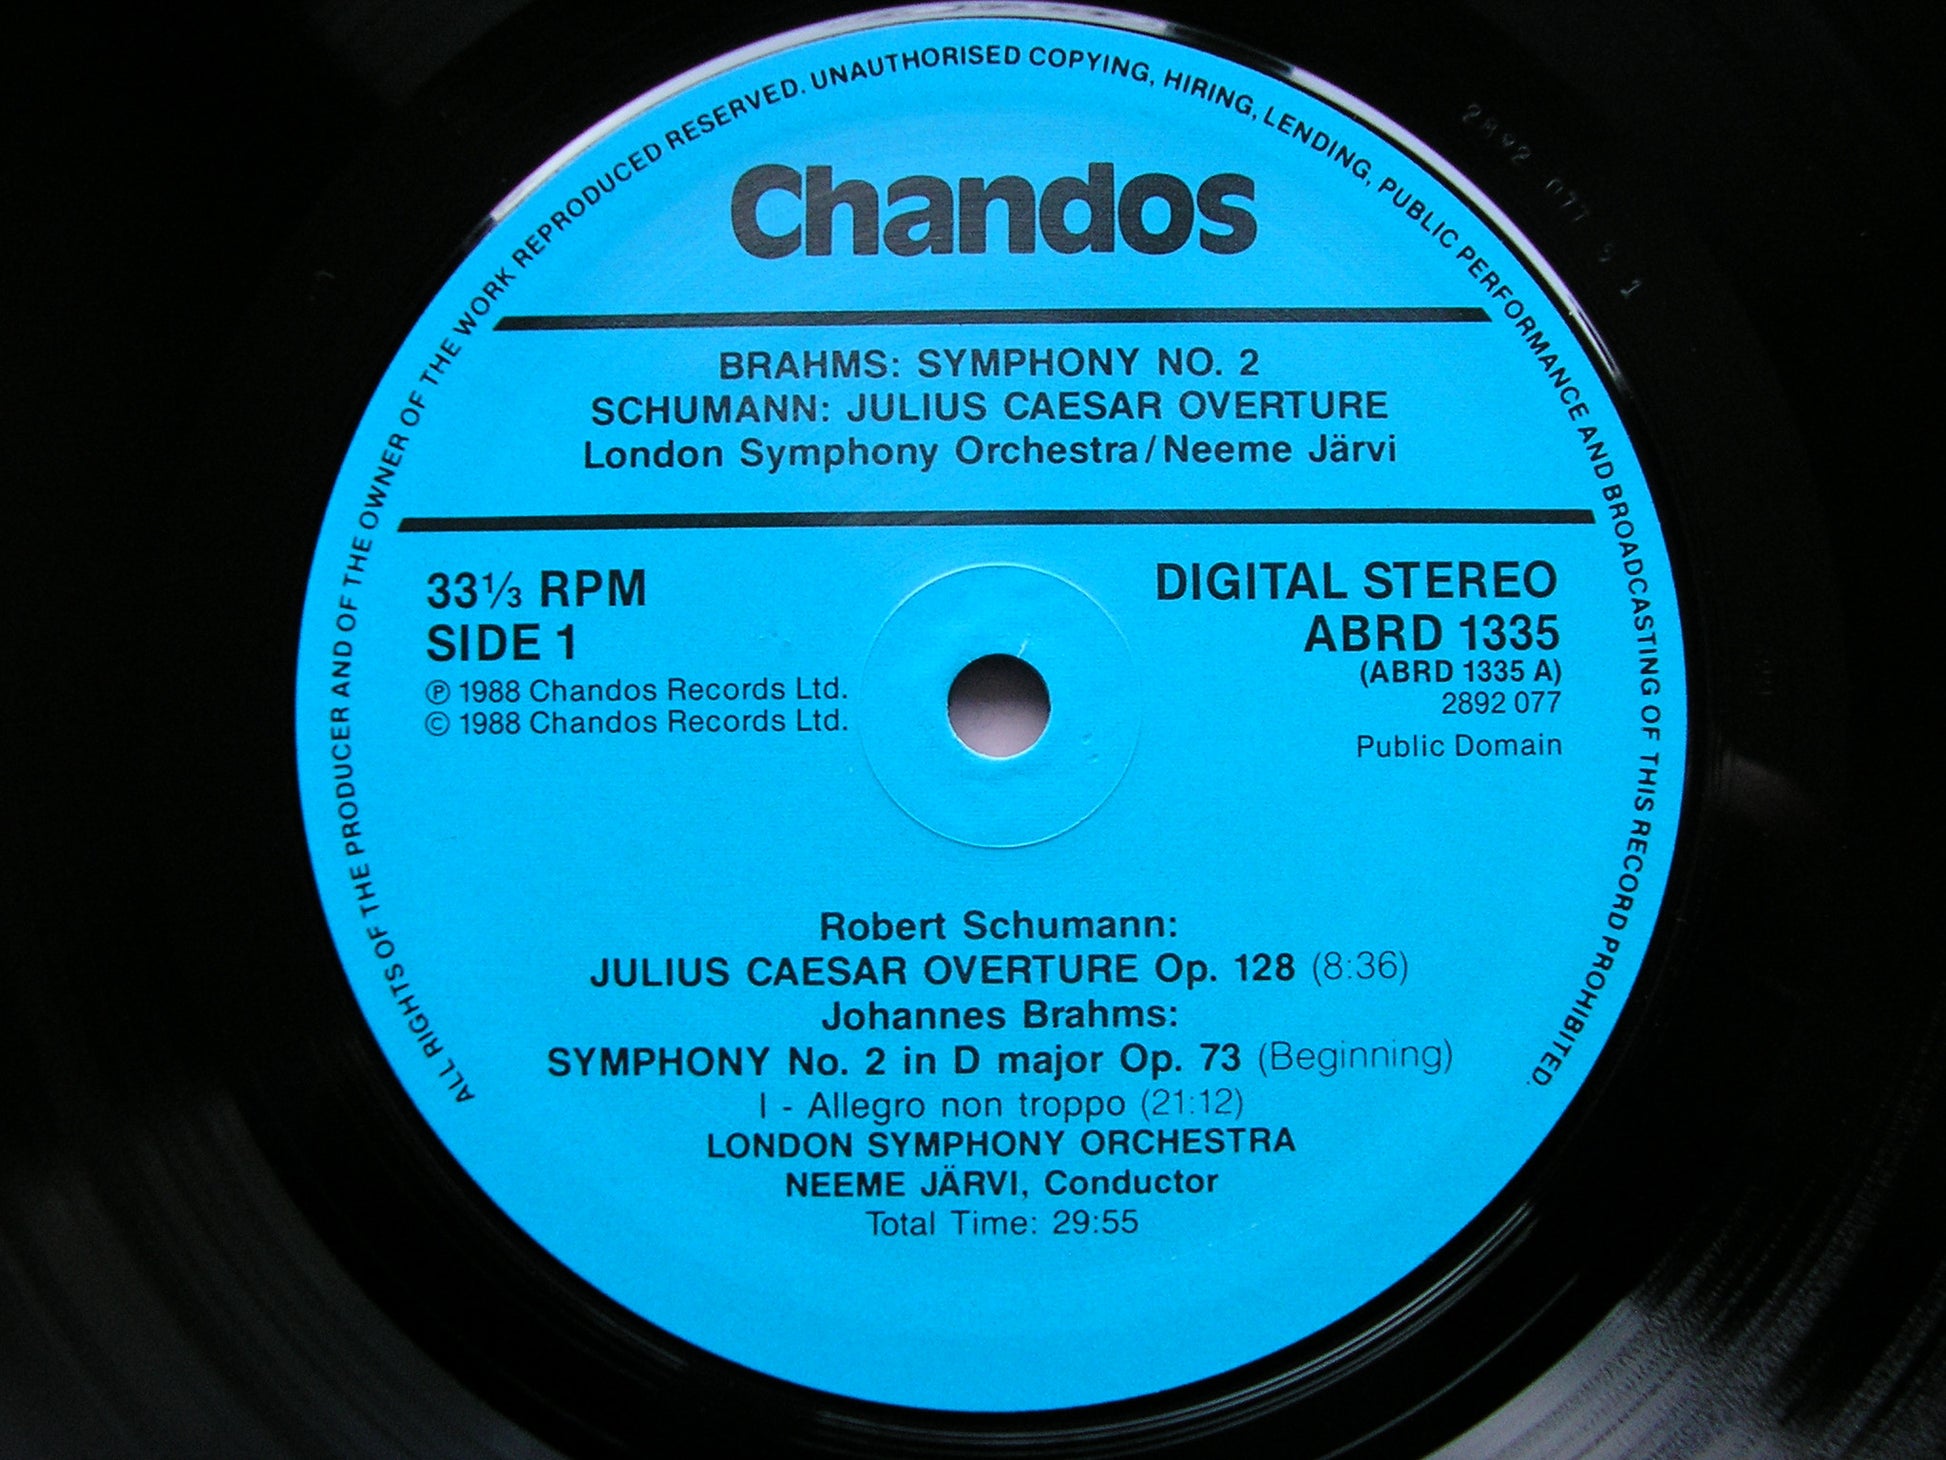 ALL RIGHTS OF THE PRODUCER AND OF THE OWNER OF THE WORK REPRODUCED RESERVED. UNAUTHORISED COPYING, HIRING, LENDING, PUBLIC PERFORMANCE AND BROADCASTING OF THIS RECORD PROHIBITED.
Chandos
BRAHMS: SYMPHONY NO. 2
SCHUMANN: JULIUS CAESAR OVERTURE
London Symphony Orchestra/Neeme Järvi
33⅓ RPM
SIDE 1
℗ 1988 Chandos Records Ltd.
© 1988 Chandos Records Ltd.
DIGITAL STEREO
ABRD 1335
(ABRD 1335 A)
2892 077
Public Domain
Robert Schumann:
JULIUS CAESAR OVERTURE Op. 128 (8:36)
Johannes Brahms:
SYMPHONY No. 2 in D major Op. 73 (Beginning)
I - Allegro non troppo (21:12)
LONDON SYMPHONY ORCHESTRA
NEEME JÄRVI, Conductor
Total Time: 29:55